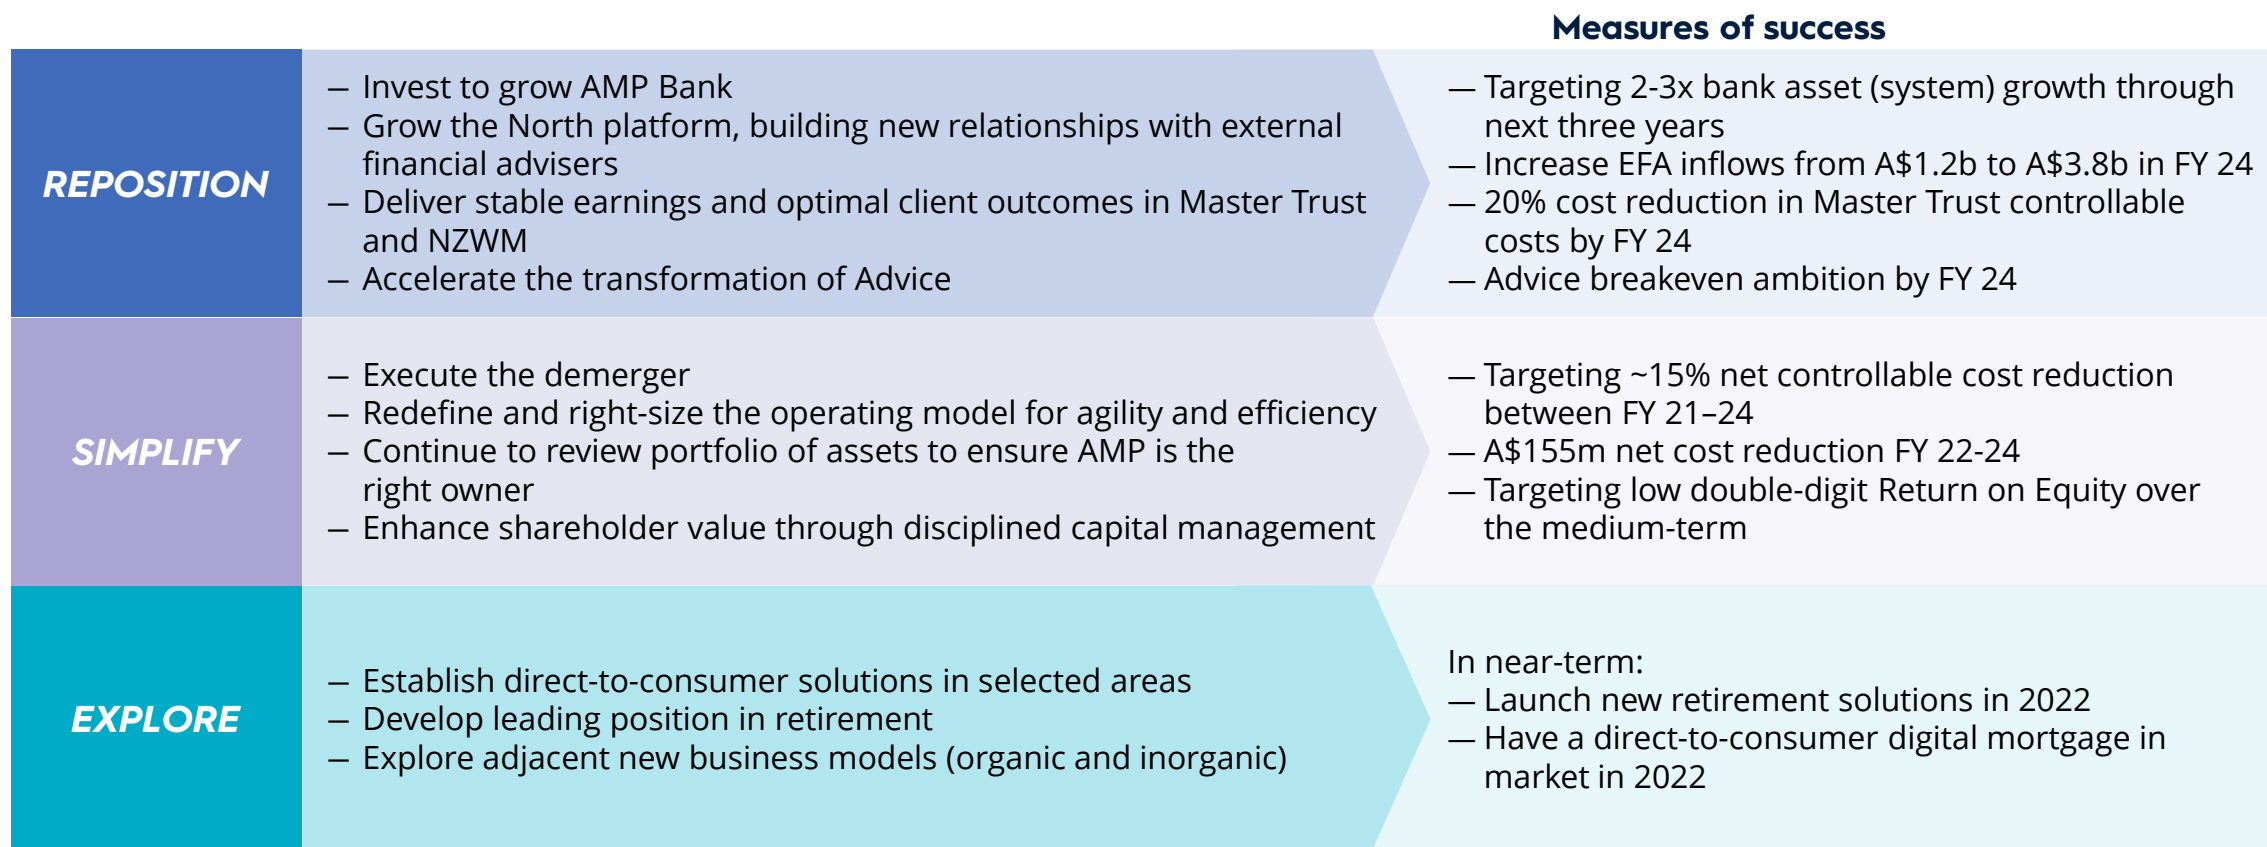 Measures of success
REPOSITION
— Invest to grow AMP Bank
— Grow the North platform, building new relationships with external
financial advisers
— Deliver stable earnings and optimal client outcomes in Master Trust
and NZWM
— Accelerate the transformation of Advice
— Targeting 2-3x bank asset (system) growth through
next three years
— Increase EFA inflows from A$1.2b to A$3.8b in FY 24
— 20% cost reduction in Master Trust controllable
costs by FY 24
— Advice breakeven ambition by FY 24
SIMPLIFY
— Execute the demerger
— Redefine and right-size the operating model for agility and efficiency
— Continue to review portfolio of assets to ensure AMP is the
right owner
— Enhance shareholder value through disciplined capital management
— Targeting ~15% net controllable cost reduction
between FY 21–24
— A$155m net cost reduction FY 22-24
— Targeting low double-digit Return on Equity over
the medium-term
EXPLORE
— Establish direct-to-consumer solutions in selected areas
— Develop leading position in retirement
— Explore adjacent new business models (organic and inorganic)
In near-term:
— Launch new retirement solutions in 2022
— Have a direct-to-consumer digital mortgage in
market in 2022